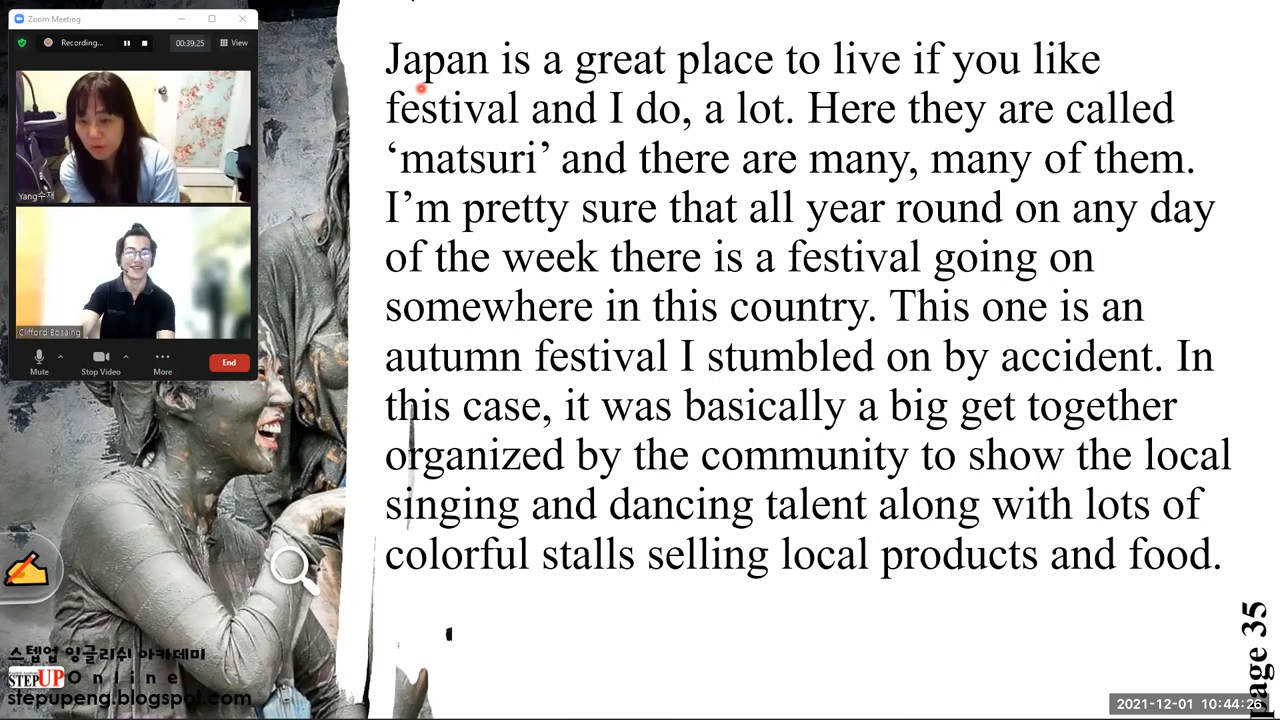 Zoom Meeting
Recording...
00:39:25
View
Yang수재
Clifford Bosaing
Mute
Stop Video
More
End
Japan is a great place to live if you like
festival and I do, a lot. Here they are called
‘matsuri’ and there are many, many of them.
I’m pretty sure that all year round on any day
of the week there is a festival going on
somewhere in this country. This one is an
autumn festival I stumbled on by accident. In
this case, it was basically a big get together
organized by the community to show the local
singing and dancing talent along with lots of
colorful stalls selling local products and food.
스텝업 잉글리쉬 아카데미
STEPUP Online
stepupeng.blogspot.com
page 35
2021-12-01 10:44:26